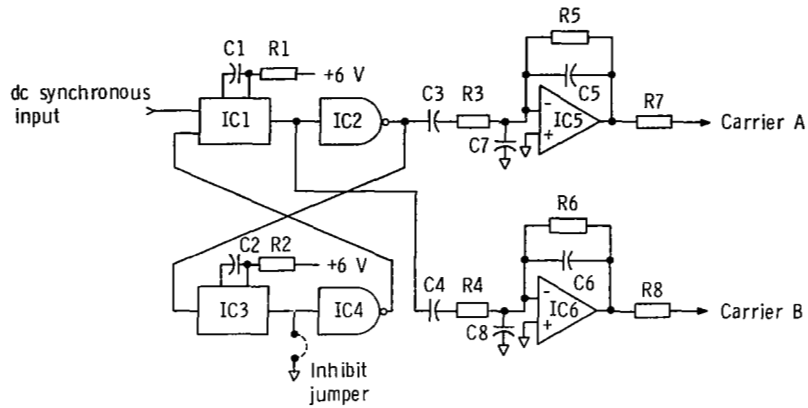 R5
C1 R1
+6 V
dc synchronous
input
C3 R3
C5
IC1
IC2
IC5
R7
Carrier A
C7
-
+
R6
C2 R2
+6 V
C4 R4
C6
IC3
IC4
IC6
R8
Carrier B
C8
-
+
Inhibit
jumper